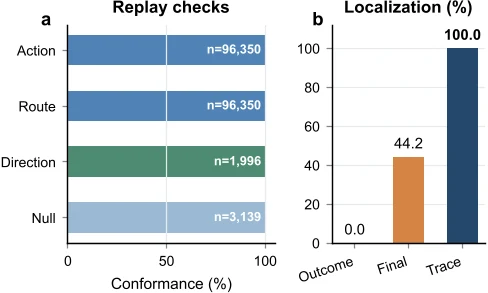 a
Replay checks
Action
n=96,350
Route
n=96,350
Direction
n=1,996
Null
n=3,139
0
50
100
Conformance (%)
b
Localization (%)
100
80
60
40
20
0
0.0
44.2
100.0
Outcome
Final
Trace